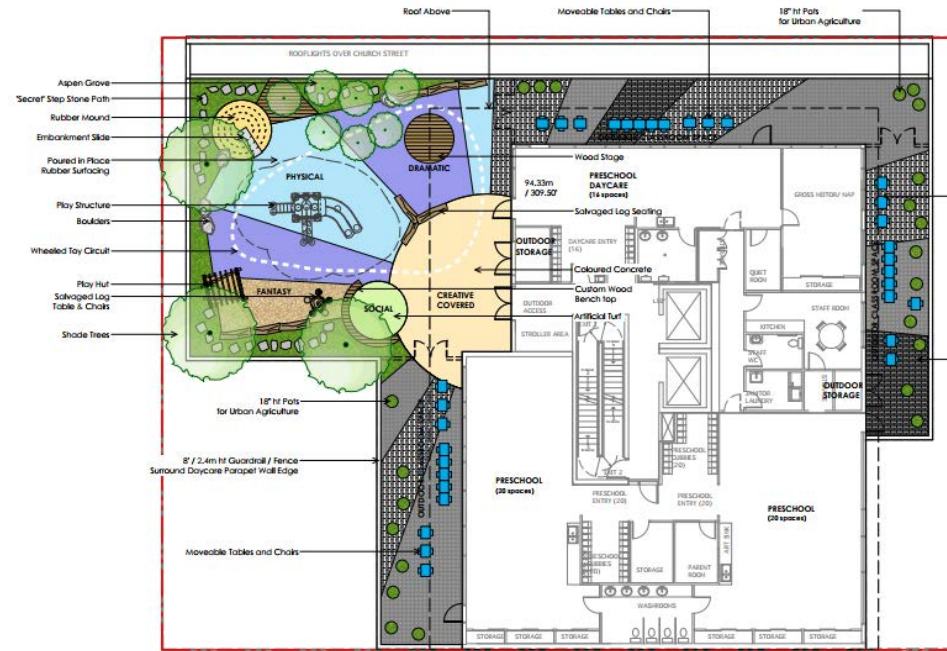 Roof Above
Moveable Tables and Chairs
18" ht Pots
for Urban Agriculture
ROOFLIGHTS OVER CHURCH STREET
Aspen Grove
'Secret' Step Stone Path
Rubber Mound
Embankment Slide
Poured in Place
Rubber Surfacing
Play Structure
Boulders
Wheeled Toy Circuit
Play Hut
Salvaged Log
Table & Chairs
Shade Trees
18" ht Pots
for Urban Agriculture
8' / 2.4m ht Guardrail / Fence
Surround Daycare Parapet Wall Edge
Moveable Tables and Chairs
PHYSICAL
DRAMATIC
FANTASY
SOCIAL
CREATIVE
COVERED
Wood Stage
Salvaged Log Seating
Coloured Concrete
Custom Wood
Bench top
Artificial Turf
94.33m
/ 309.50'
PRESCHOOL
DAYCARE
(16 spaces)
GROSS MOTOR/ NAP
OUTDOOR
STORAGE
DAYCARE ENTRY
(16)
QUIET
ROOM
STORAGE
STAFF ROOM
KITCHEN
STAFF
WC
JANITOR
LAUNDRY
OUTDOOR
STORAGE
OUTDOOR
ACCESS
STROLLER AREA
EXIT 2
PRESCHOOL
(20 spaces)
PRESCHOOL
CUBBIES
(20)
PRESCHOOL
ENTRY (20)
PRESCHOOL
ENTRY (20)
PRESCHOOL
(20 spaces)
STORAGE
PARENT
ROOM
ART SINK
WASHROOMS
STORAGE
STORAGE
STORAGE
STORAGE
STORAGE
STORAGE